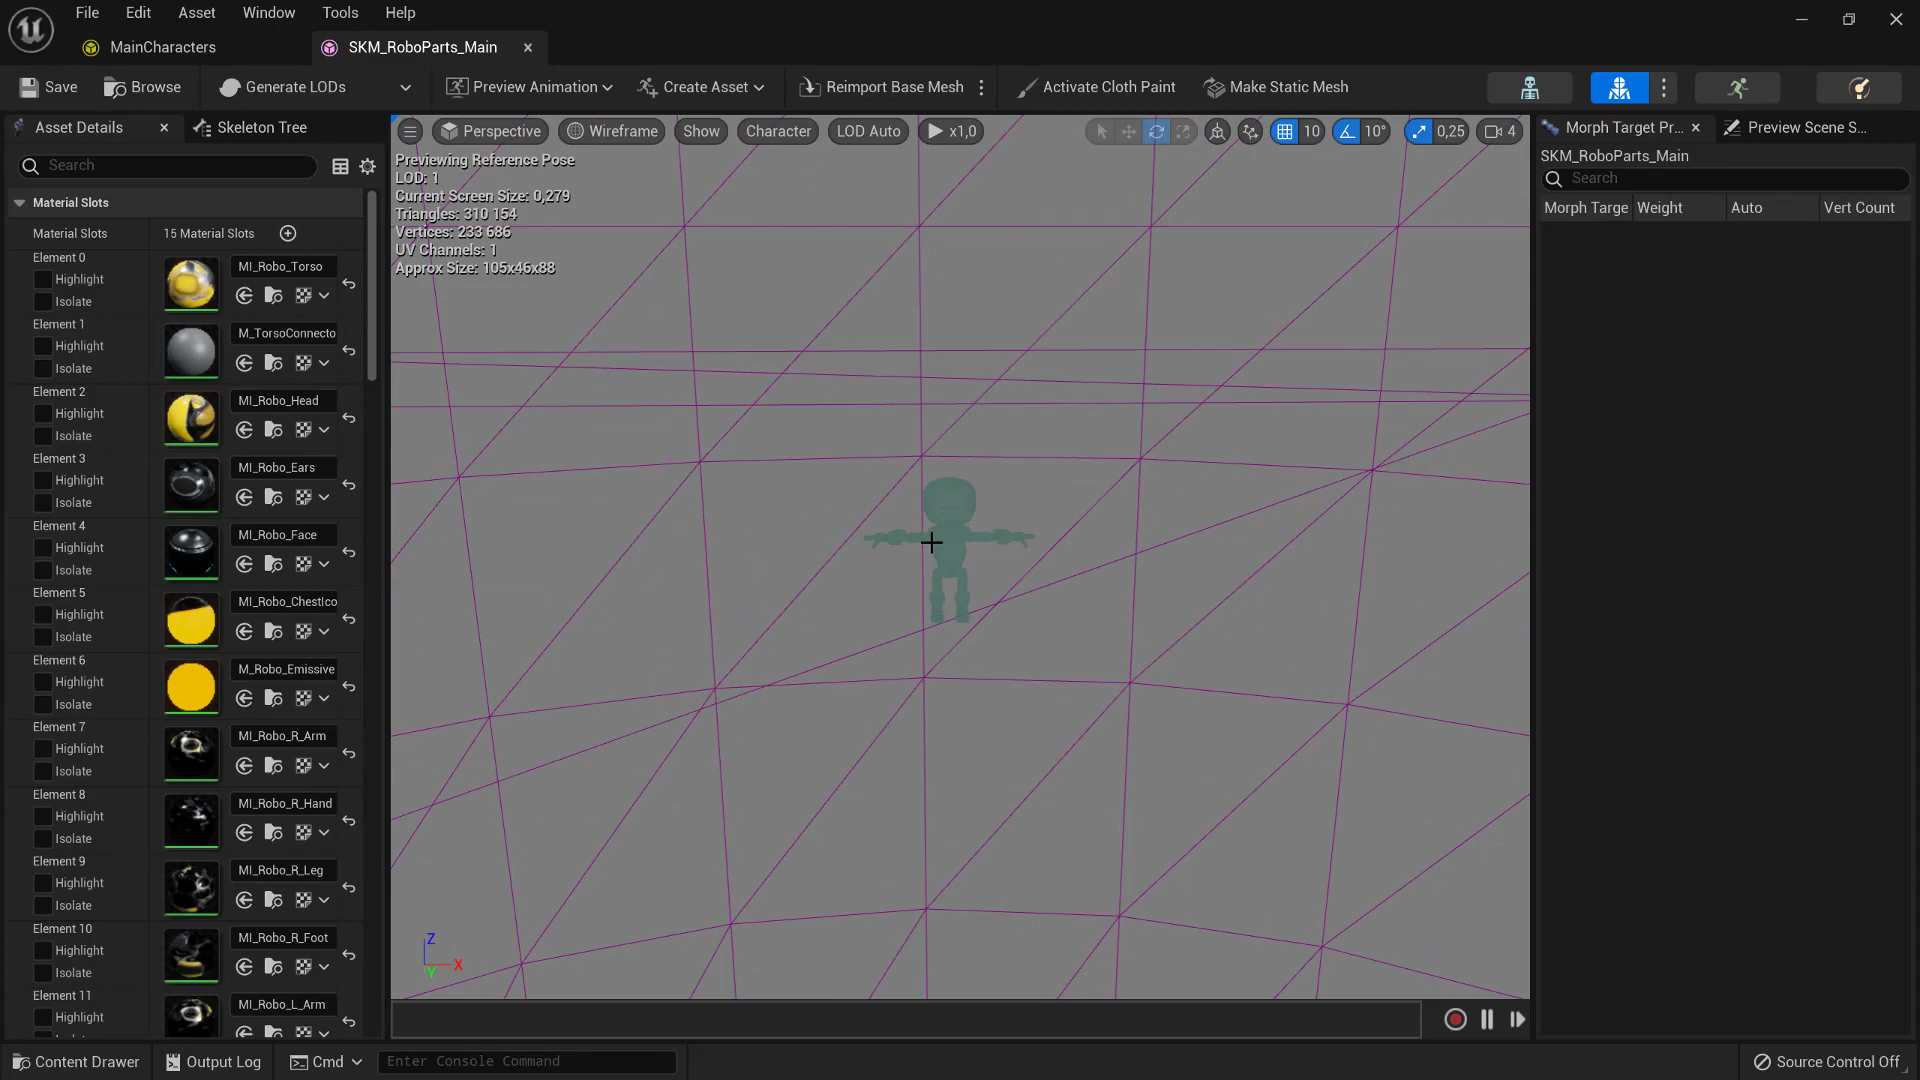 File Edit Asset Window Tools Help
MainCharacters
SKM_RoboParts_Main
Save
Browse
Generate LODs
Preview Animation
Create Asset
Reimport Base Mesh
Activate Cloth Paint
Make Static Mesh
Asset Details
Skeleton Tree
Search
Material Slots
Material Slots
15 Material Slots
Element 0
Highlight
Isolate
MI_Robo_Torso
Element 1
Highlight
Isolate
M_TorsoConnecto
Element 2
Highlight
Isolate
MI_Robo_Head
Element 3
Highlight
Isolate
MI_Robo_Ears
Element 4
Highlight
Isolate
MI_Robo_Face
Element 5
Highlight
Isolate
MI_Robo_ChestIco
Element 6
Highlight
Isolate
M_Robo_Emissive
Element 7
Highlight
Isolate
MI_Robo_R_Arm
Element 8
Highlight
Isolate
MI_Robo_R_Hand
Element 9
Highlight
Isolate
MI_Robo_R_Leg
Element 10
Highlight
Isolate
MI_Robo_R_Foot
Element 11
Highlight
MI_Robo_L_Arm
Perspective
Wireframe
Show
Character
LOD Auto
x1,0
10
10°
0,25
4
Previewing Reference Pose
LOD: 1
Current Screen Size: 0,279
Triangles: 310 154
Vertices: 233 686
UV Channels: 1
Approx Size: 105x46x88
Z
X
Y
Morph Target Pr...
Preview Scene S...
SKM_RoboParts_Main
Search
Morph Targe
Weight
Auto
Vert Count
Content Drawer
Output Log
Cmd
Enter Console Command
Source Control Off